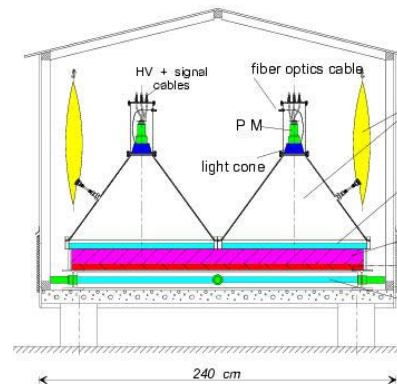 HV + signal
cables
fiber optics cable
P M
light cone
240 cm